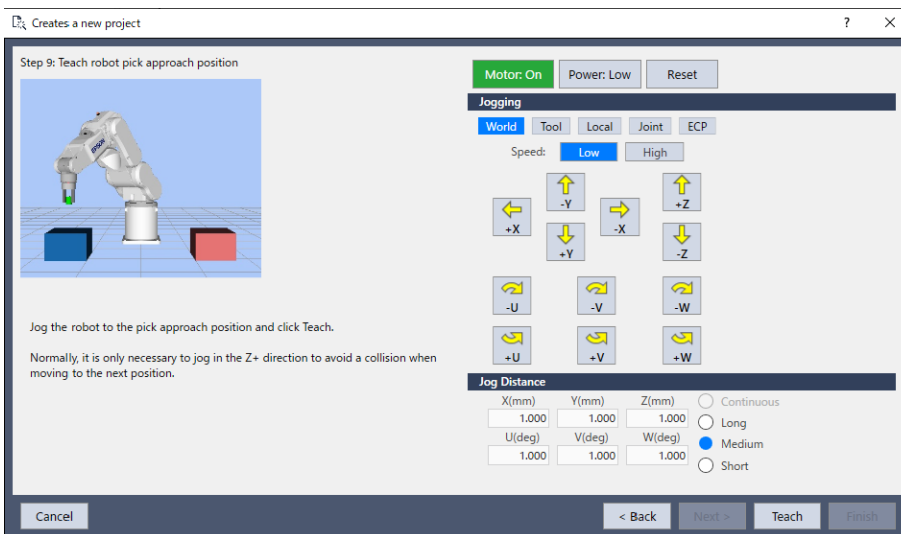 Creates a new project
?
Step 9: Teach robot pick approach position
EPSON
Jog the robot to the pick approach position and click Teach.
Normally, it is only necessary to jog in the Z+ direction to avoid a collision when
moving to the next position.
Motor: On Power: Low Reset
Jogging
World Tool Local Joint ECP
Speed: Low High
-Y +Z
+X -X
+Y -Z
-U -V -W
+U +V +W
Jog Distance
X(mm) Y(mm) Z(mm) Continuous
1.000 1.000 1.000 Long
U(deg) V(deg) W(deg) Medium
1.000 1.000 1.000 Short
Cancel < Back Next > Teach Finish